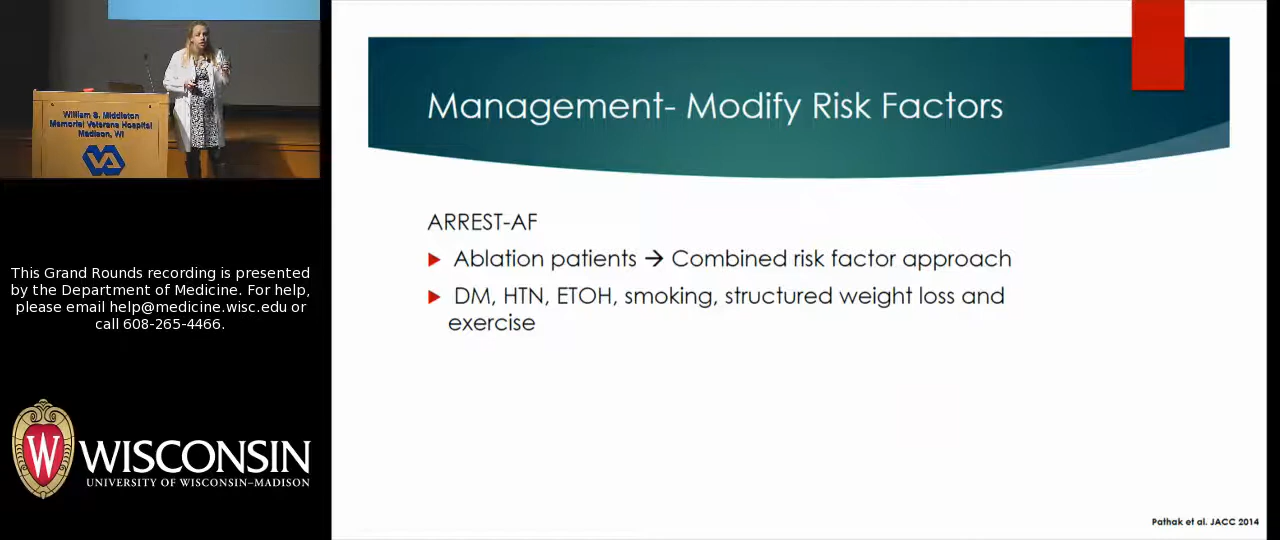 William S. Middleton
Memorial Veterans Hospital
Madison, WI
VA
This Grand Rounds recording is presented
by the Department of Medicine. For help,
please email help@medicine.wisc.edu or
call 608-265-4466.
W
WISCONSIN
UNIVERSITY OF WISCONSIN–MADISON
Management- Modify Risk Factors
ARREST-AF
Ablation patients → Combined risk factor approach
DM, HTN, ETOH, smoking, structured weight loss and
exercise
Pathak et al. JACC 2014